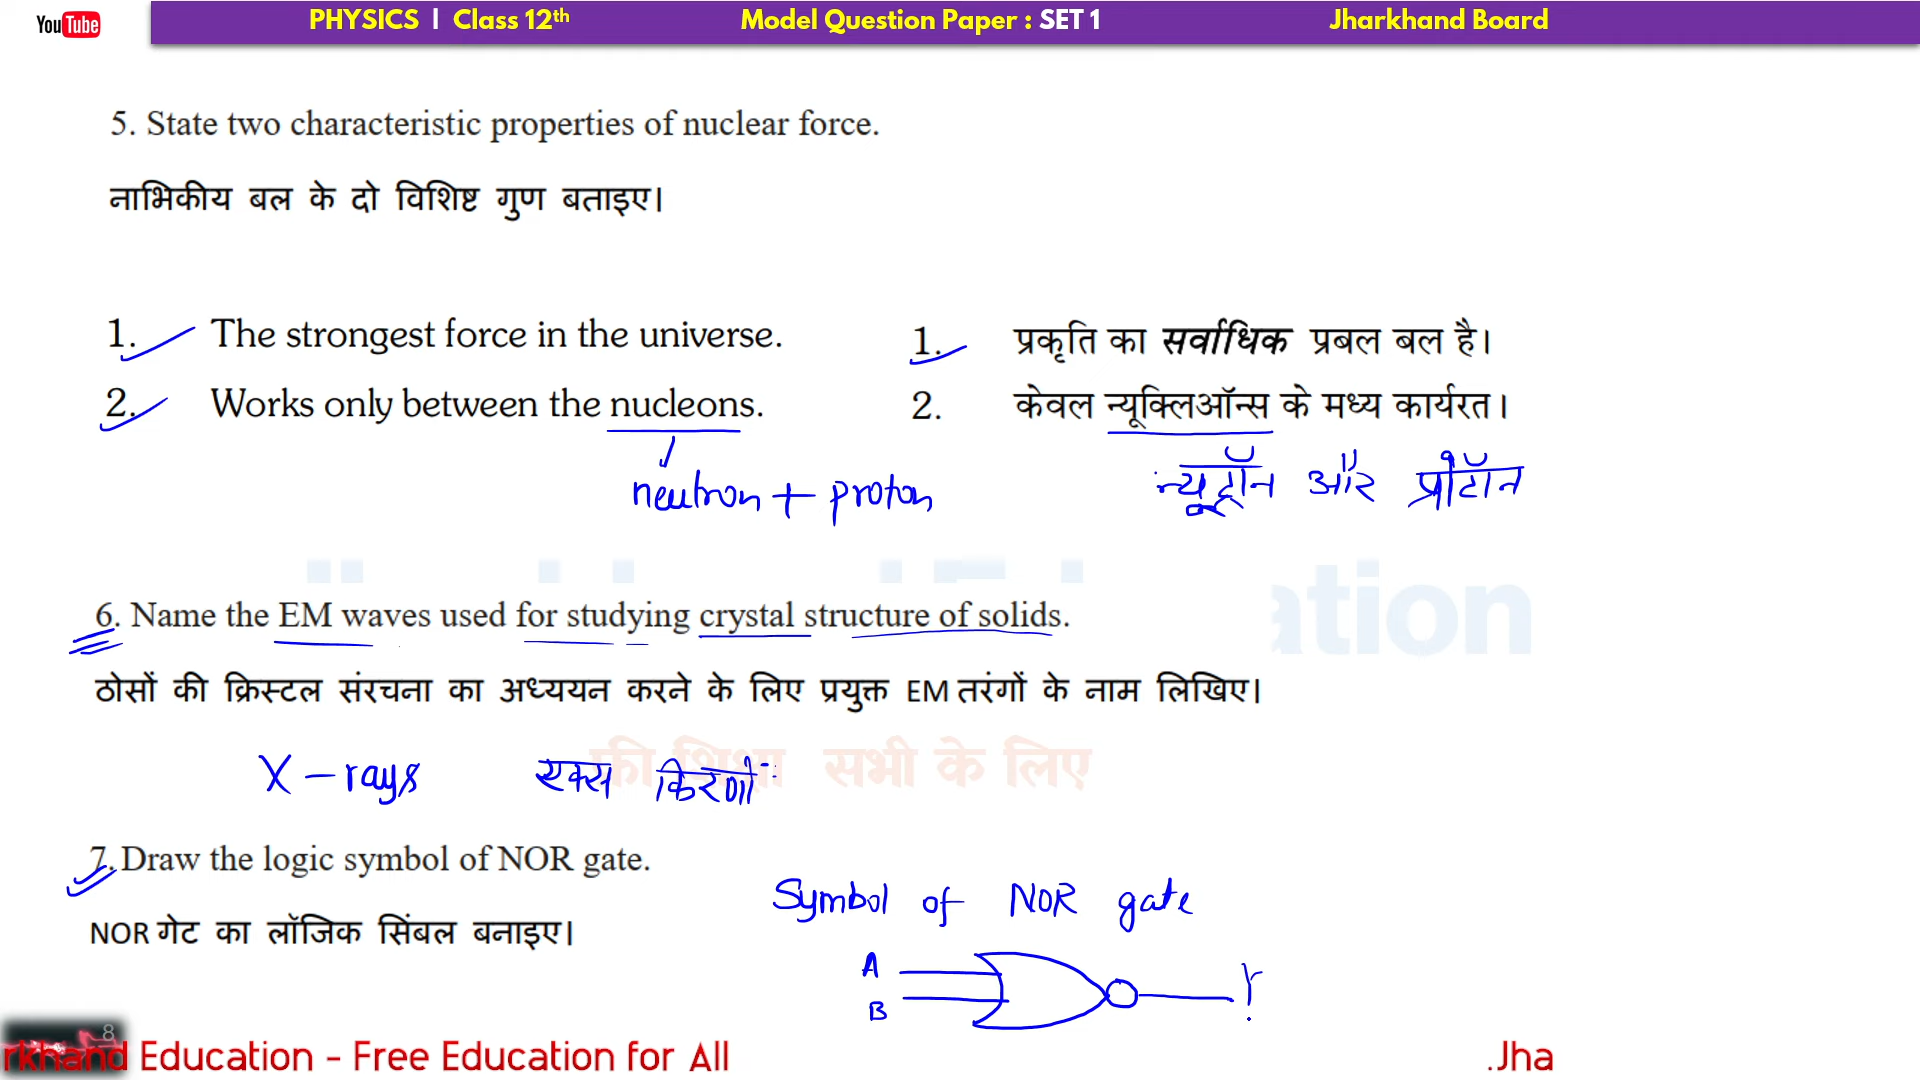 YouTube
PHYSICS | Class 12th Model Question Paper : SET 1 Jharkhand Board
5. State two characteristic properties of nuclear force.
नाभिकीय बल के दो विशिष्ट गुण बताइए।
1. The strongest force in the universe.
2. Works only between the nucleons.
neutron + proton
1. प्रकृति का सर्वाधिक प्रबल बल है।
2. केवल न्यूक्लिऑन्स के मध्य कार्यरत।
न्यूट्रॉन और प्रोटॉन
6. Name the EM waves used for studying crystal structure of solids.
ठोसों की क्रिस्टल संरचना का अध्ययन करने के लिए प्रयुक्त EM तरंगों के नाम लिखिए।
की शिक्षा सभी के लिए
X-rays एक्स किरणों
7. Draw the logic symbol of NOR gate.
NOR गेट का लॉजिक सिंबल बनाइए।
Symbol of NOR gate
A
B
Y
8
rkhand Education - Free Education for All .Jha